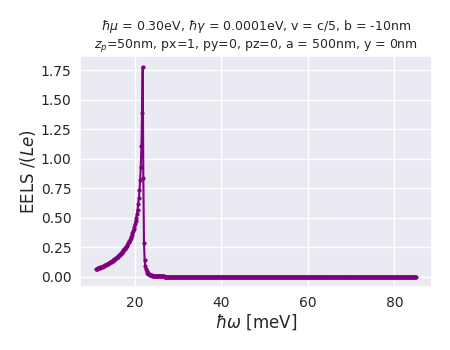 ℏμ = 0.30eV, ℏγ = 0.0001eV, v = c/5, b = -10nm
zₚ=50nm, px=1, py=0, pz=0, a = 500nm, y = 0nm
1.75
1.50
1.25
1.00
0.75
0.50
0.25
0.00
EELS /(Le)
20 40 60 80
ℏω [meV]